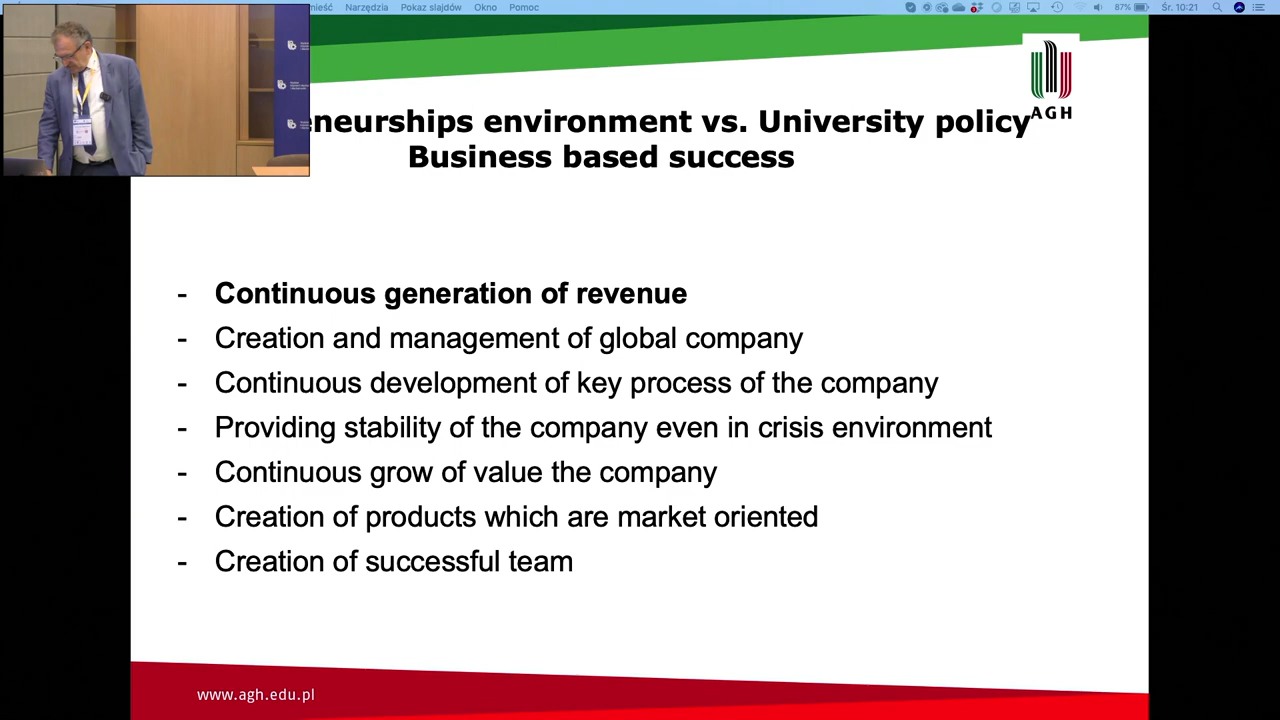 Narzędzia Pokaz slajdów Okno Pomoc 87% Śr. 10:21
AGH
environment vs. University policy
Business based success
- Continuous generation of revenue
- Creation and management of global company
- Continuous development of key process of the company
- Providing stability of the company even in crisis environment
- Continuous grow of value the company
- Creation of products which are market oriented
- Creation of successful team
www.agh.edu.pl